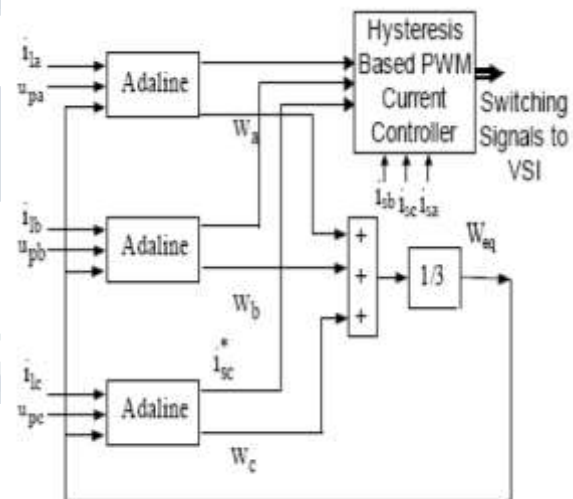 Hysteresis
Based PWM
Current
Controller
Switching
Signals to
VSI
i_la
u_pa
Adaline
W_a
i_sb i_sc i_sa
i_lb
u_pb
Adaline
W_b
+
+
+
1/3
W_eq
i_sc*
i_lc
u_pc
Adaline
W_c